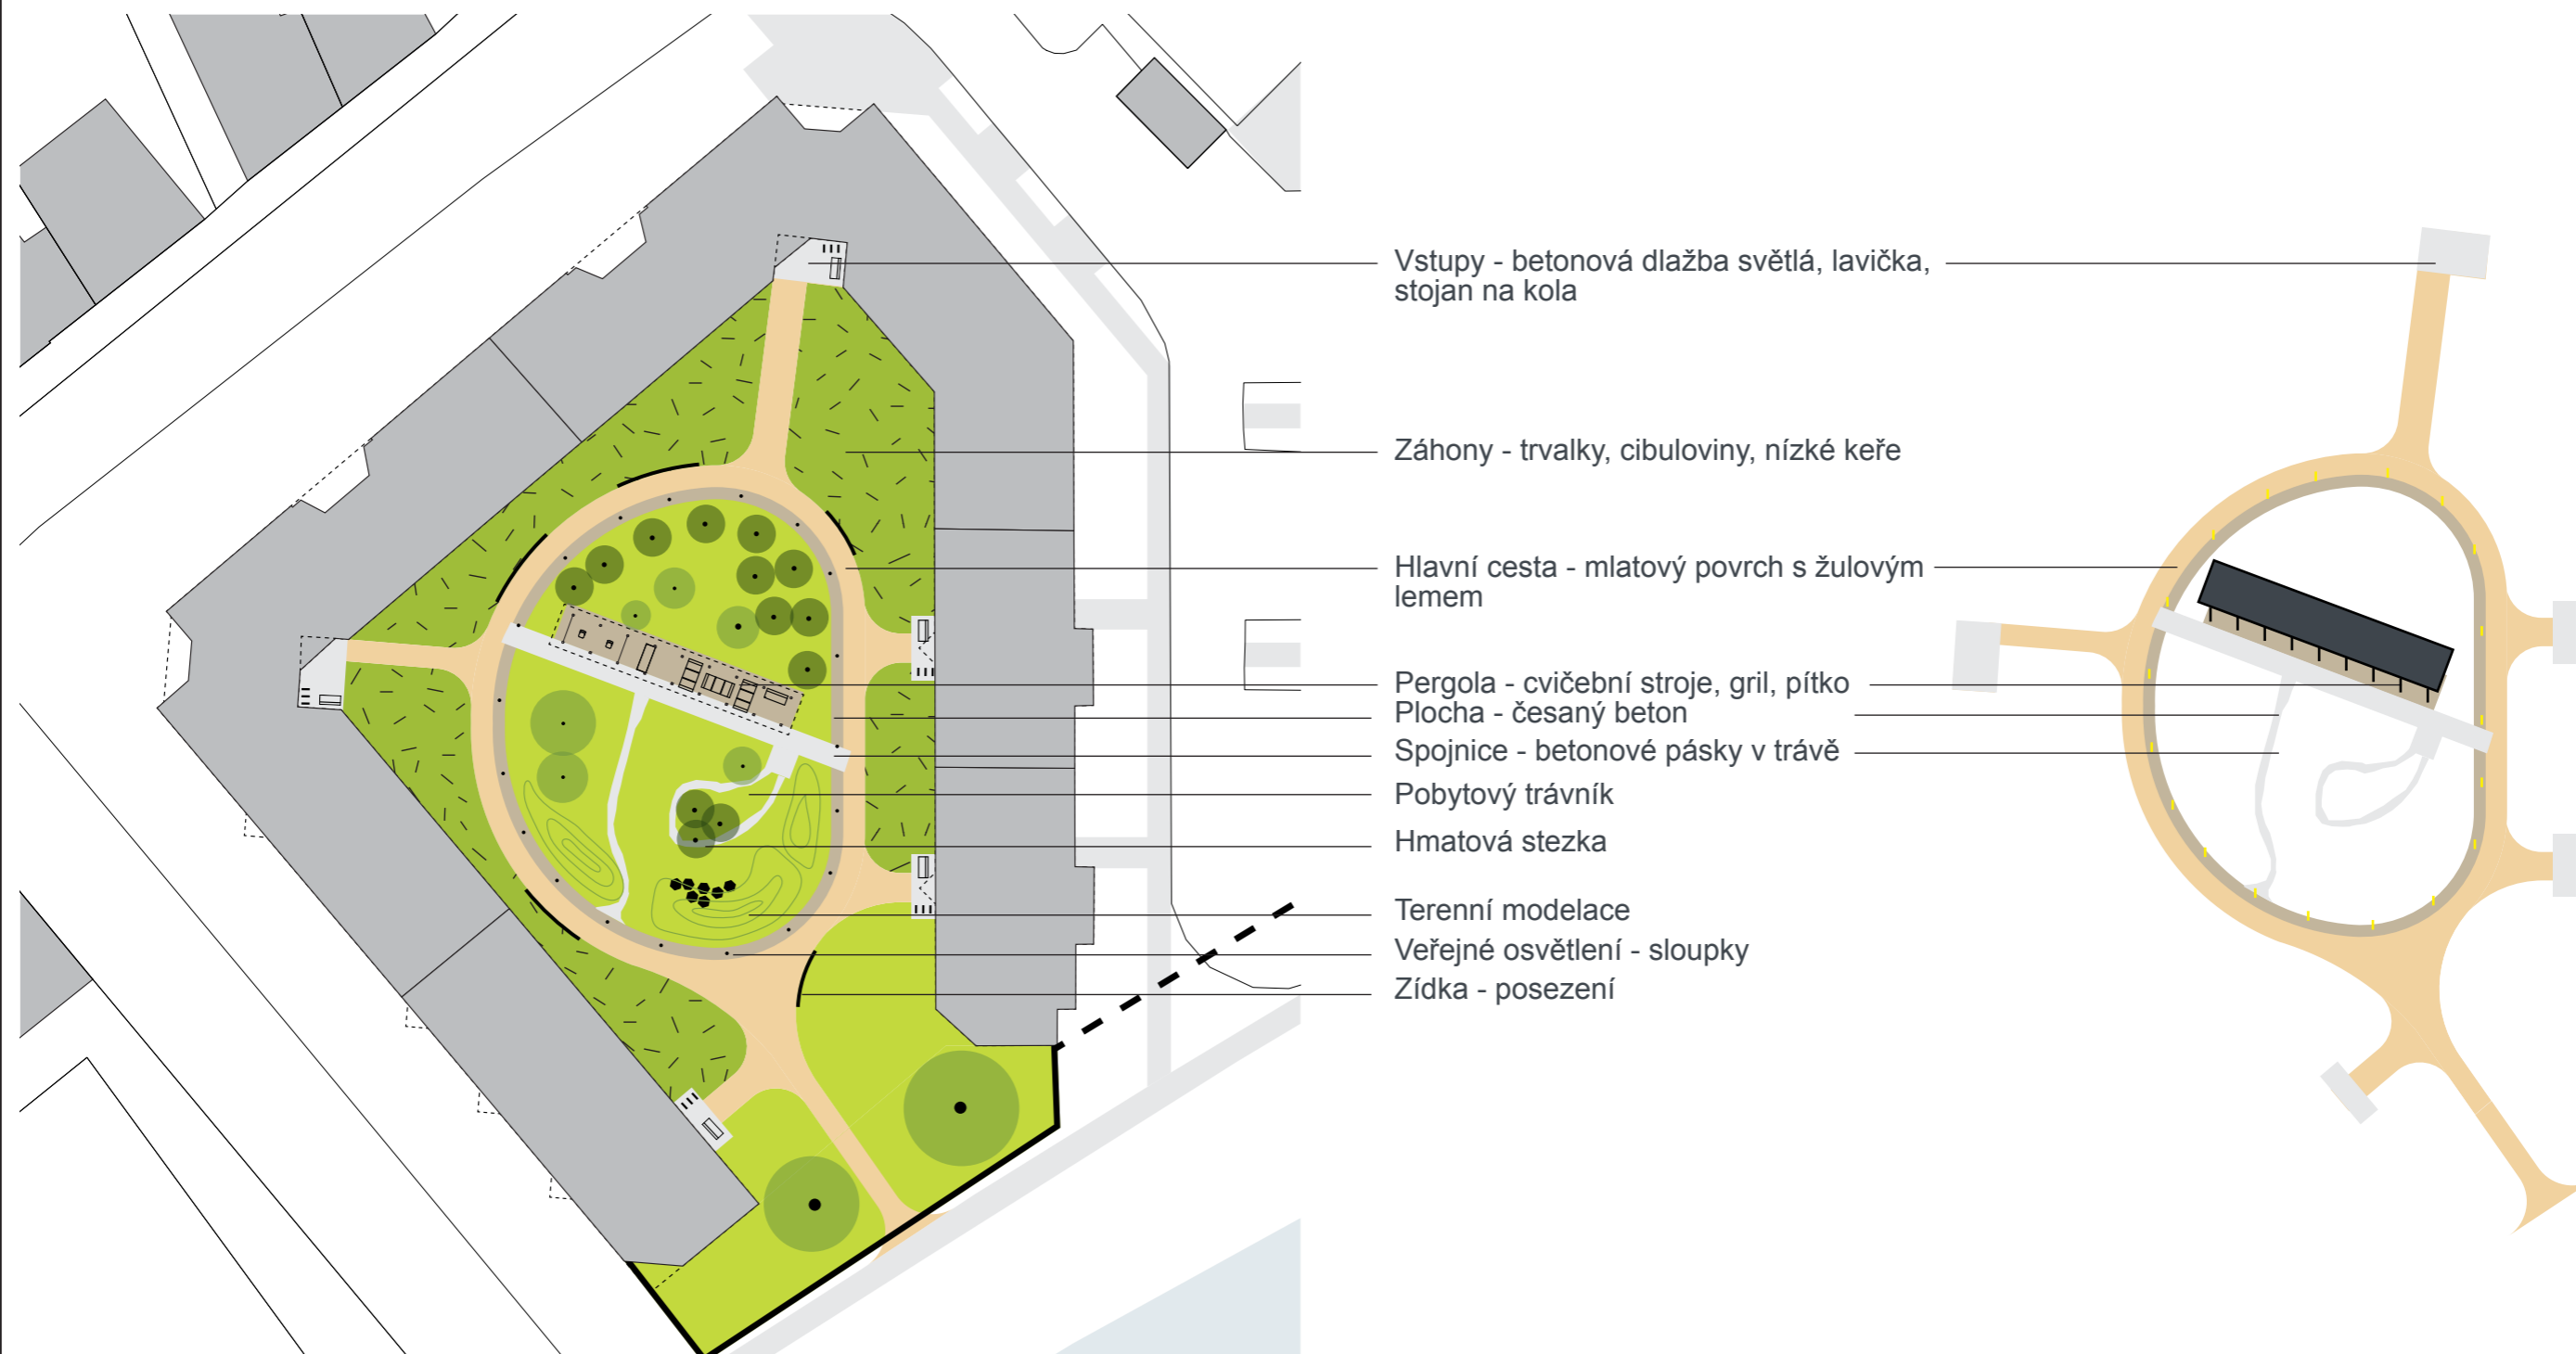 Vstupy - betonová dlažba světlá, lavička,
stojan na kola
Záhony - trvalky, cibuloviny, nízké keře
Hlavní cesta - mlatový povrch s žulovým
lemem
Pergola - cvičební stroje, gril, pítko
Plocha - česaný beton
Spojnice - betonové pásky v trávě
Pobytový trávník
Hmatová stezka
Terenní modelace
Veřejné osvětlení - sloupky
Zídka - posezení